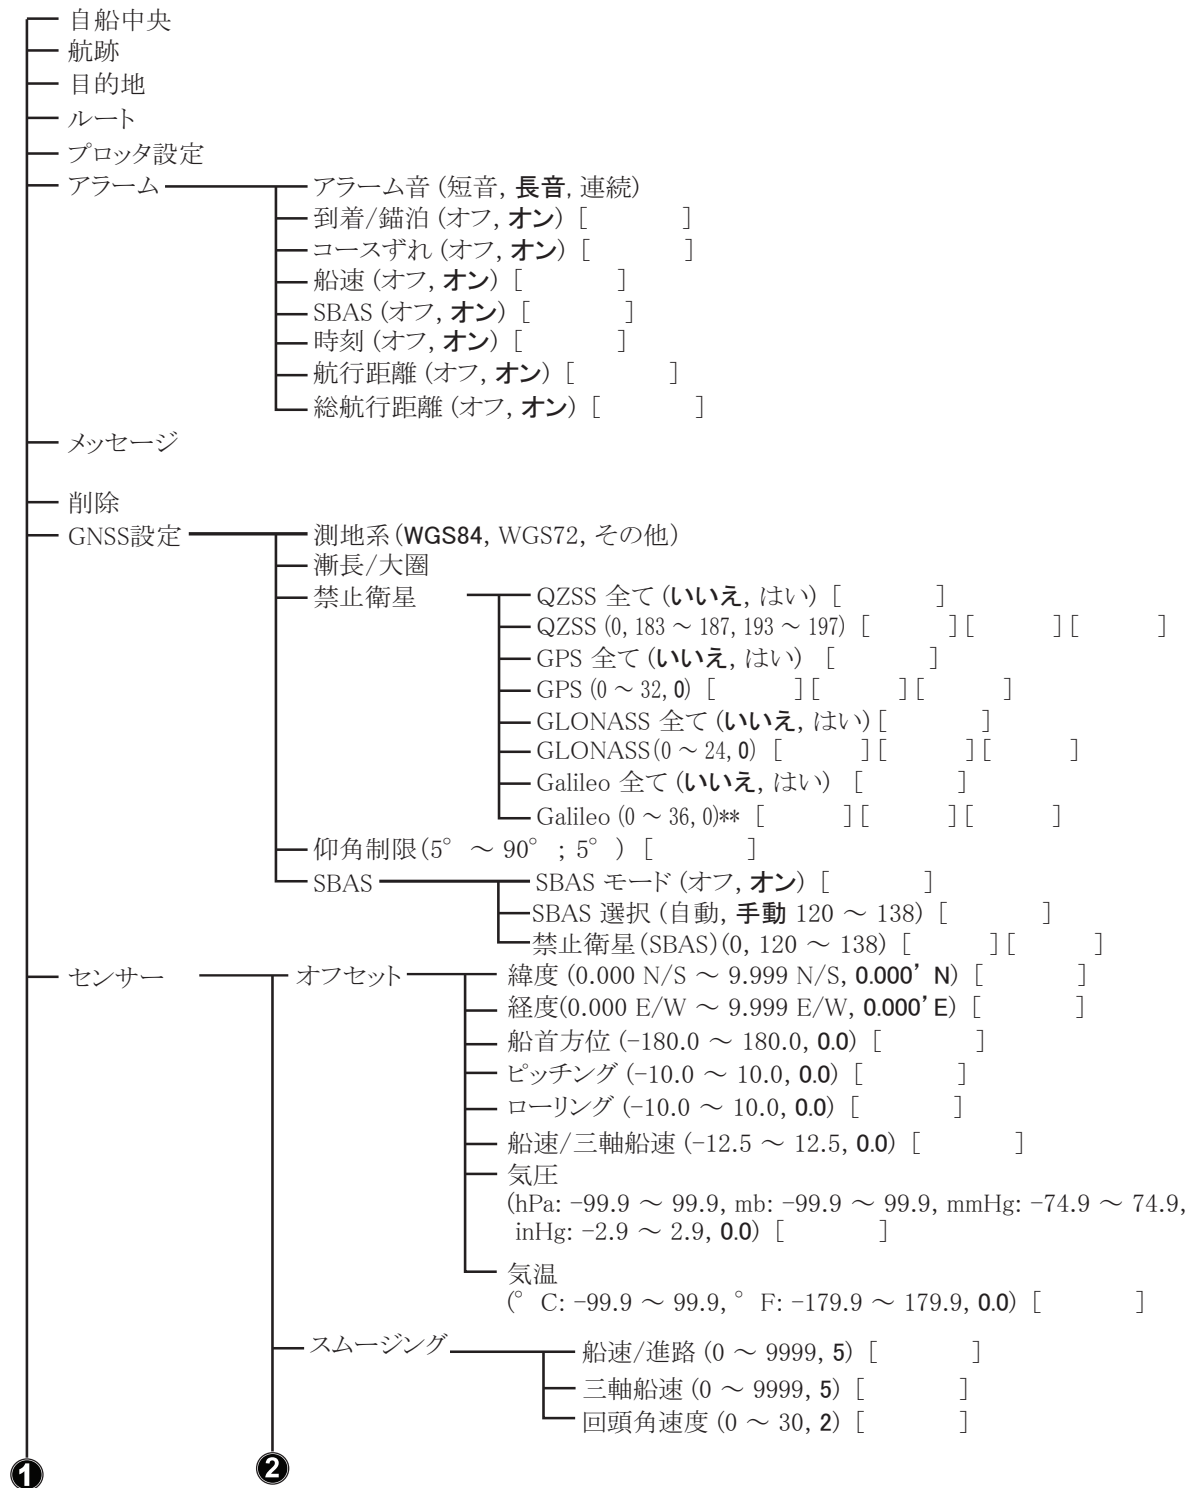 自船中央
航跡
目的地
ルート
プロッタ設定
アラーム
アラーム音 (短音, 長音, 連続)
到着/錨泊 (オフ, オン) [ ]
コースずれ (オフ, オン) [ ]
船速 (オフ, オン) [ ]
SBAS (オフ, オン) [ ]
時刻 (オフ, オン) [ ]
航行距離 (オフ, オン) [ ]
総航行距離 (オフ, オン) [ ]
メッセージ
削除
GNSS設定
測地系 (WGS84, WGS72, その他)
漸長/大圏
禁止衛星
QZSS 全て (いいえ, はい) [ ]
QZSS (0, 183 ～ 187, 193 ～ 197) [ ] [ ] [ ]
GPS 全て (いいえ, はい) [ ]
GPS (0 ～ 32, 0) [ ] [ ] [ ]
GLONASS 全て (いいえ, はい) [ ]
GLONASS(0 ～ 24, 0) [ ] [ ] [ ]
Galileo 全て (いいえ, はい) [ ]
Galileo (0 ～ 36, 0)** [ ] [ ] [ ]
仰角制限(5° ～ 90° ; 5° ) [ ]
SBAS
SBAS モード (オフ, オン) [ ]
SBAS 選択 (自動, 手動 120 ～ 138) [ ]
禁止衛星(SBAS)(0, 120 ～ 138) [ ] [ ]
センサー
オフセット
緯度 (0.000 N/S ～ 9.999 N/S, 0.000' N) [ ]
経度(0.000 E/W ～ 9.999 E/W, 0.000' E) [ ]
船首方位 (-180.0 ～ 180.0, 0.0) [ ]
ピッチング (-10.0 ～ 10.0, 0.0) [ ]
ローリング (-10.0 ～ 10.0, 0.0) [ ]
船速/三軸船速 (-12.5 ～ 12.5, 0.0) [ ]
気圧
(hPa: -99.9 ～ 99.9, mb: -99.9 ～ 99.9, mmHg: -74.9 ～ 74.9,
inHg: -2.9 ～ 2.9, 0.0) [ ]
気温
(° C: -99.9 ～ 99.9, ° F: -179.9 ～ 179.9, 0.0) [ ]
スムージング
船速/進路 (0 ～ 9999, 5) [ ]
三軸船速 (0 ～ 9999, 5) [ ]
回頭角速度 (0 ～ 30, 2) [ ]
1
2